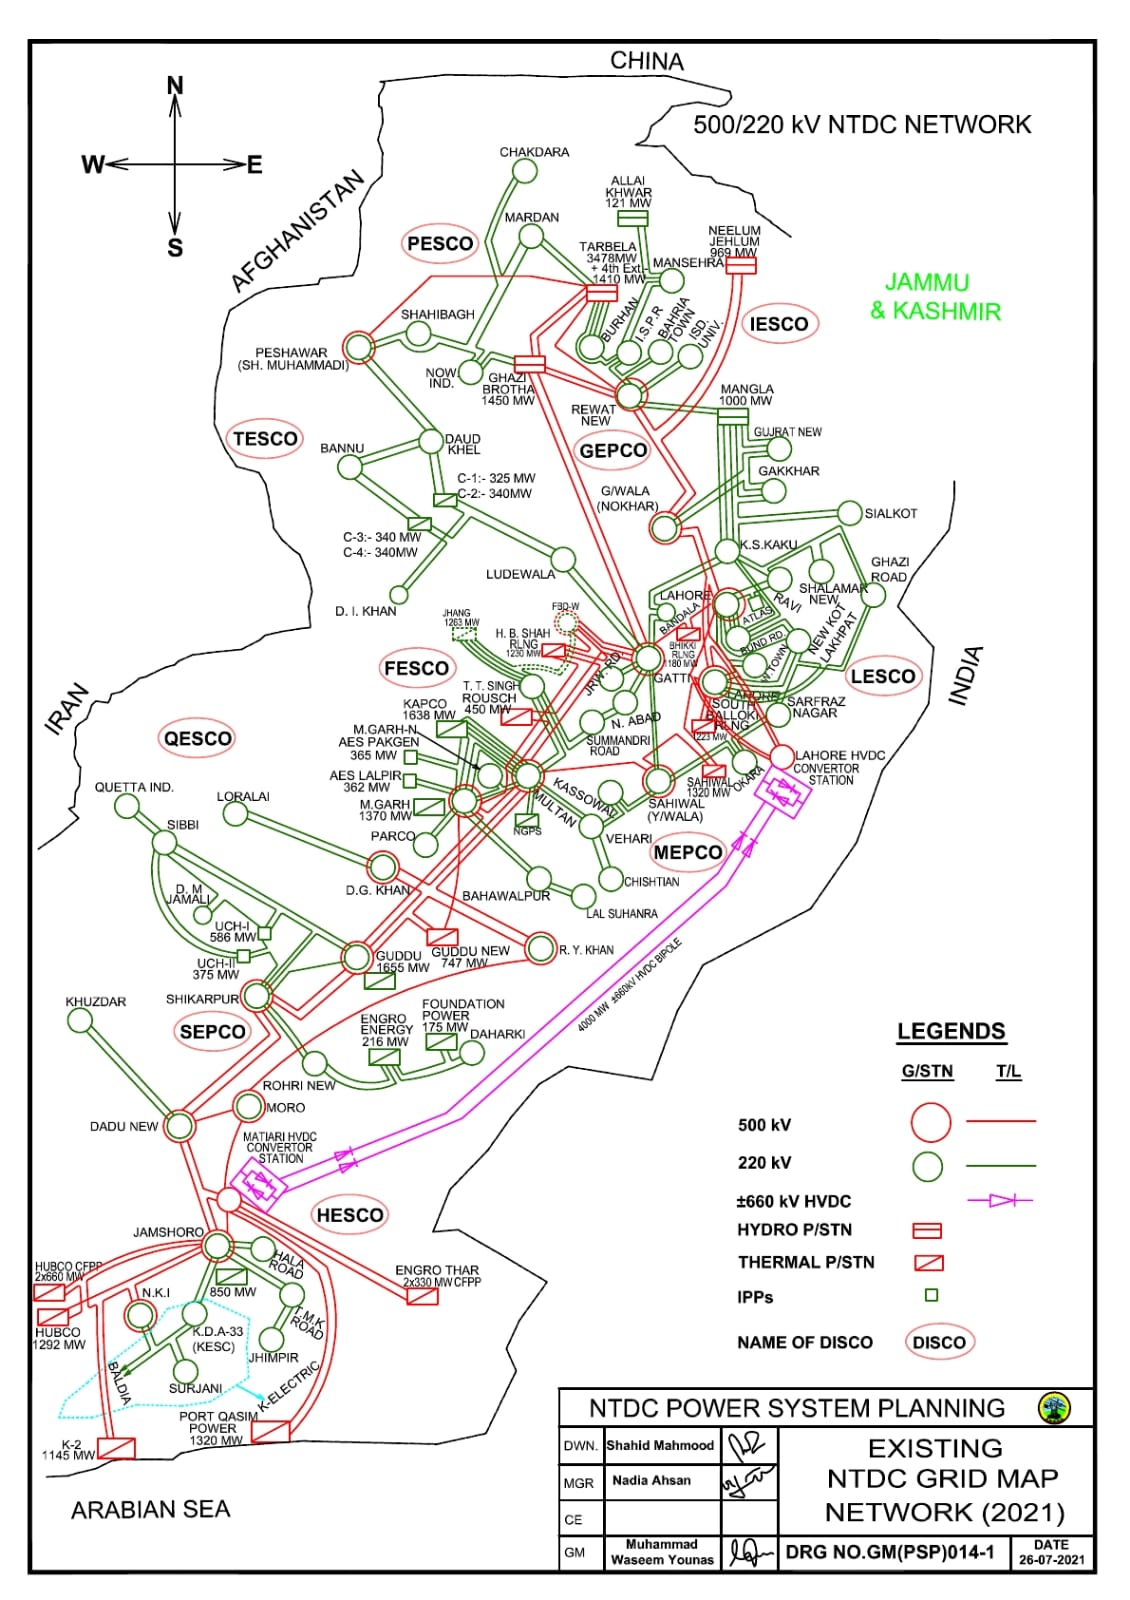 CHINA
500/220 kV NTDC NETWORK
N
W
E
S
AFGHANISTAN
CHAKDARA
ALLAI
KHWAR
121 MW
MARDAN
PESCO
TARBELA
3478MW
+ 4th Ext.-
1410 MW
NEELUM
JEHLUM
969 MW
MANSEHRA
JAMMU
& KASHMIR
IESCO
SHAHIBAGH
BURHAN
I.S.P.R
BAHRIA
TOWN
ISD.
UNIV.
PESHAWAR
(SH. MUHAMMADI)
NOW.
IND.
GHAZI
BROTHA
1450 MW
REWAT
NEW
MANGLA
1000 MW
TESCO
BANNU
DAUD
KHEL
GEPCO
GUJRAT NEW
GAKKHAR
C-1:- 325 MW
C-2:- 340MW
G/WALA
(NOKHAR)
SIALKOT
C-3:- 340 MW
C-4:- 340MW
K.S.KAKU
LUDEWALA
GHAZI
ROAD
SHALAMAR
NEW
D. I. KHAN
LAHORE
RAVI
JHANG
1263 MW
FBD-W
BANDALA
ATLAS
NEW KOT
LAKHPAT
H. B. SHAH
RLNG
1230 MW
BHIKKI
RLNG
1180 MW
BUND RD.
W.TOWN
FESCO
JRW. RD.
GATTI
LESCO
INDIA
T. T. SINGH
ROUSCH
450 MW
LAHORE
SOUTH
BALLOKI
RLNG
1223 MW
SARFRAZ
NAGAR
IRAN
KAPCO
1638 MW
N. ABAD
SUMMANDRI
ROAD
QESCO
M.GARH-N
AES PAKGEN
365 MW
LAHORE HVDC
CONVERTOR
STATION
AES LALPIR
362 MW
KASSOWAL
SAHIWAL
1320 MW
OKARA
QUETTA IND.
LORALAI
M.GARH
1370 MW
MULTAN
SAHIWAL
(Y/WALA)
SIBBI
NGPS
PARCO
VEHARI
MEPCO
D.G. KHAN
BAHAWALPUR
CHISHTIAN
D. M
JAMALI
LAL SUHANRA
UCH-I
586 MW
UCH-II
375 MW
GUDDU
1655 MW
GUDDU NEW
747 MW
R. Y. KHAN
4000 MW ±660kV HVDC BIPOLE
KHUZDAR
SHIKARPUR
FOUNDATION
POWER
175 MW
SEPCO
ENGRO
ENERGY
216 MW
DAHARKI
LEGENDS
G/STN
T/L
ROHRI NEW
MORO
DADU NEW
500 kV
MATIARI HVDC
CONVERTOR
STATION
220 kV
±660 kV HVDC
HESCO
HYDRO P/STN
JAMSHORO
THERMAL P/STN
HALA
ROAD
HUBCO CFPP
2x660 MW
ENGRO THAR
2x330 MW CFPP
850 MW
N.K.I
IPPs
T.M.K
ROAD
HUBCO
1292 MW
K.D.A-33
(KESC)
NAME OF DISCO
DISCO
JHIMPIR
BALDIA
SURJANI
K-ELECTRIC
PORT QASIM
POWER
1320 MW
K-2
1145 MW
ARABIAN SEA
NTDC POWER SYSTEM PLANNING
DWN.
Shahid Mahmood
MGR
Nadia Ahsan
CE
GM
Muhammad
Waseem Younas
EXISTING
NTDC GRID MAP
NETWORK (2021)
DRG NO.GM(PSP)014-1
DATE
26-07-2021